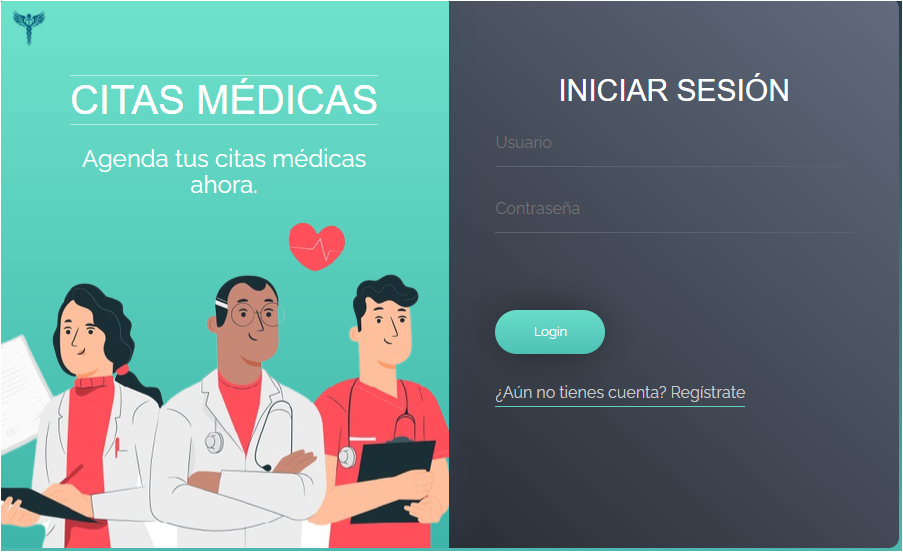 CITAS MÉDICAS
Agenda tus citas médicas
ahora.
INICIAR SESIÓN
Usuario
Contraseña
Login
¿Aún no tienes cuenta? Regístrate